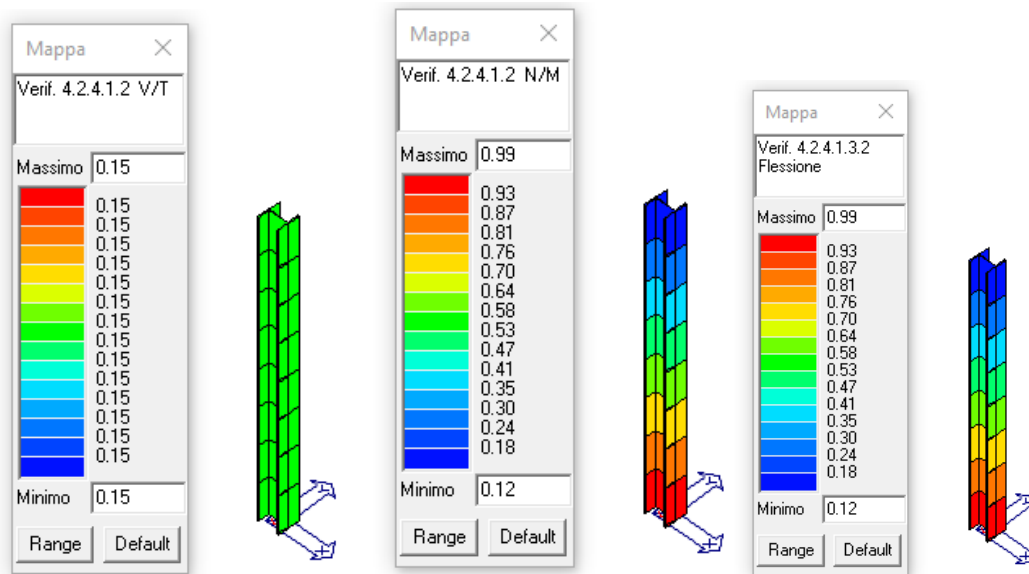 Mappa
Verif. 4.2.4.1.2 V/T
Massimo 0.15
0.15
0.15
0.15
0.15
0.15
0.15
0.15
0.15
0.15
0.15
0.15
0.15
0.15
0.15
Minimo 0.15
Range Default
Mappa
Verif. 4.2.4.1.2 N/M
Massimo 0.99
0.93
0.87
0.81
0.76
0.70
0.64
0.58
0.53
0.47
0.41
0.35
0.30
0.24
0.18
Minimo 0.12
Range Default
Mappa
Verif. 4.2.4.1.3.2
Flessione
Massimo 0.99
0.93
0.87
0.81
0.76
0.70
0.64
0.58
0.53
0.47
0.41
0.35
0.30
0.24
0.18
Minimo 0.12
Range Default